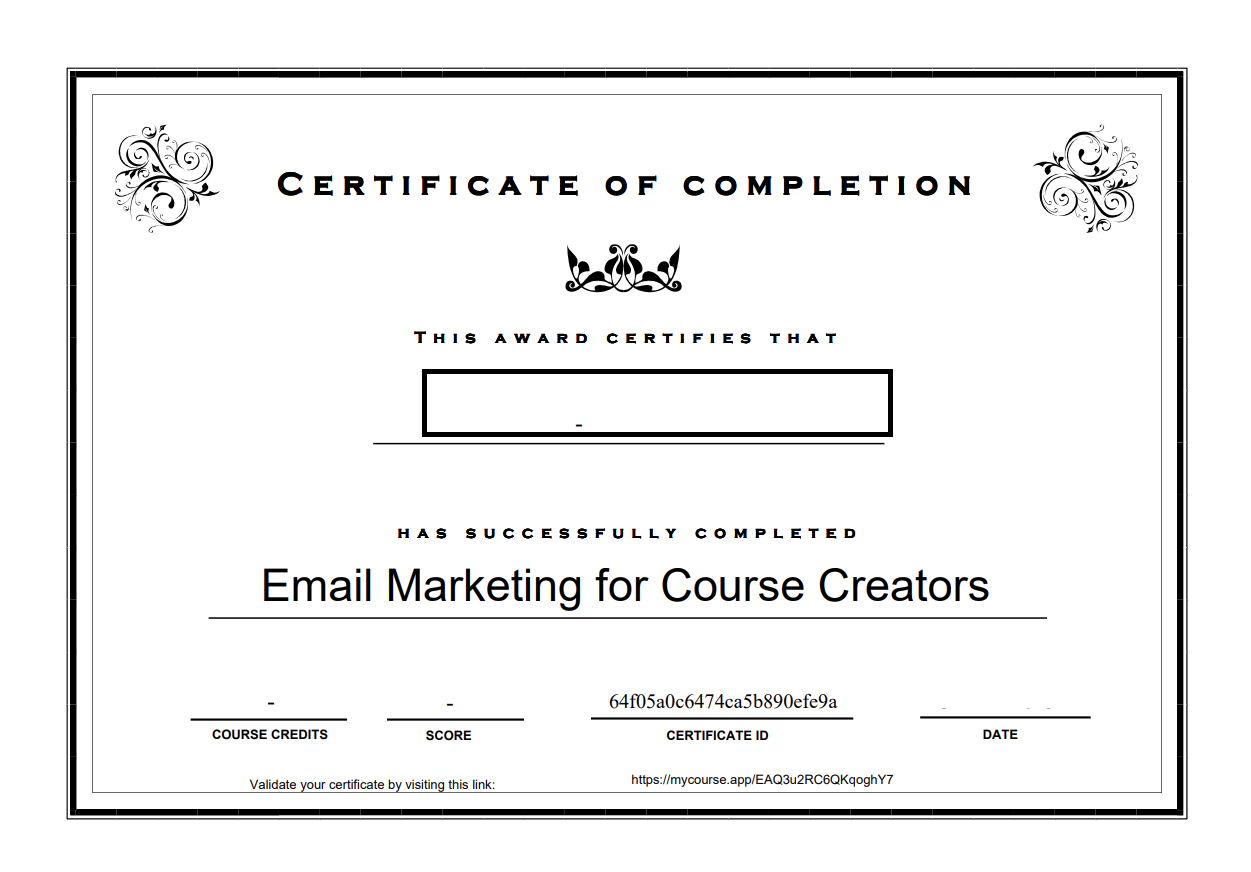 CERTIFICATE OF COMPLETION
THIS AWARD CERTIFIES THAT
-
HAS SUCCESSFULLY COMPLETED
Email Marketing for Course Creators
- - 64f05a0c6474ca5b890efe9a
COURSE CREDITS SCORE CERTIFICATE ID DATE
Validate your certificate by visiting this link: https://mycourse.app/EAQ3u2RC6QKqoghY7